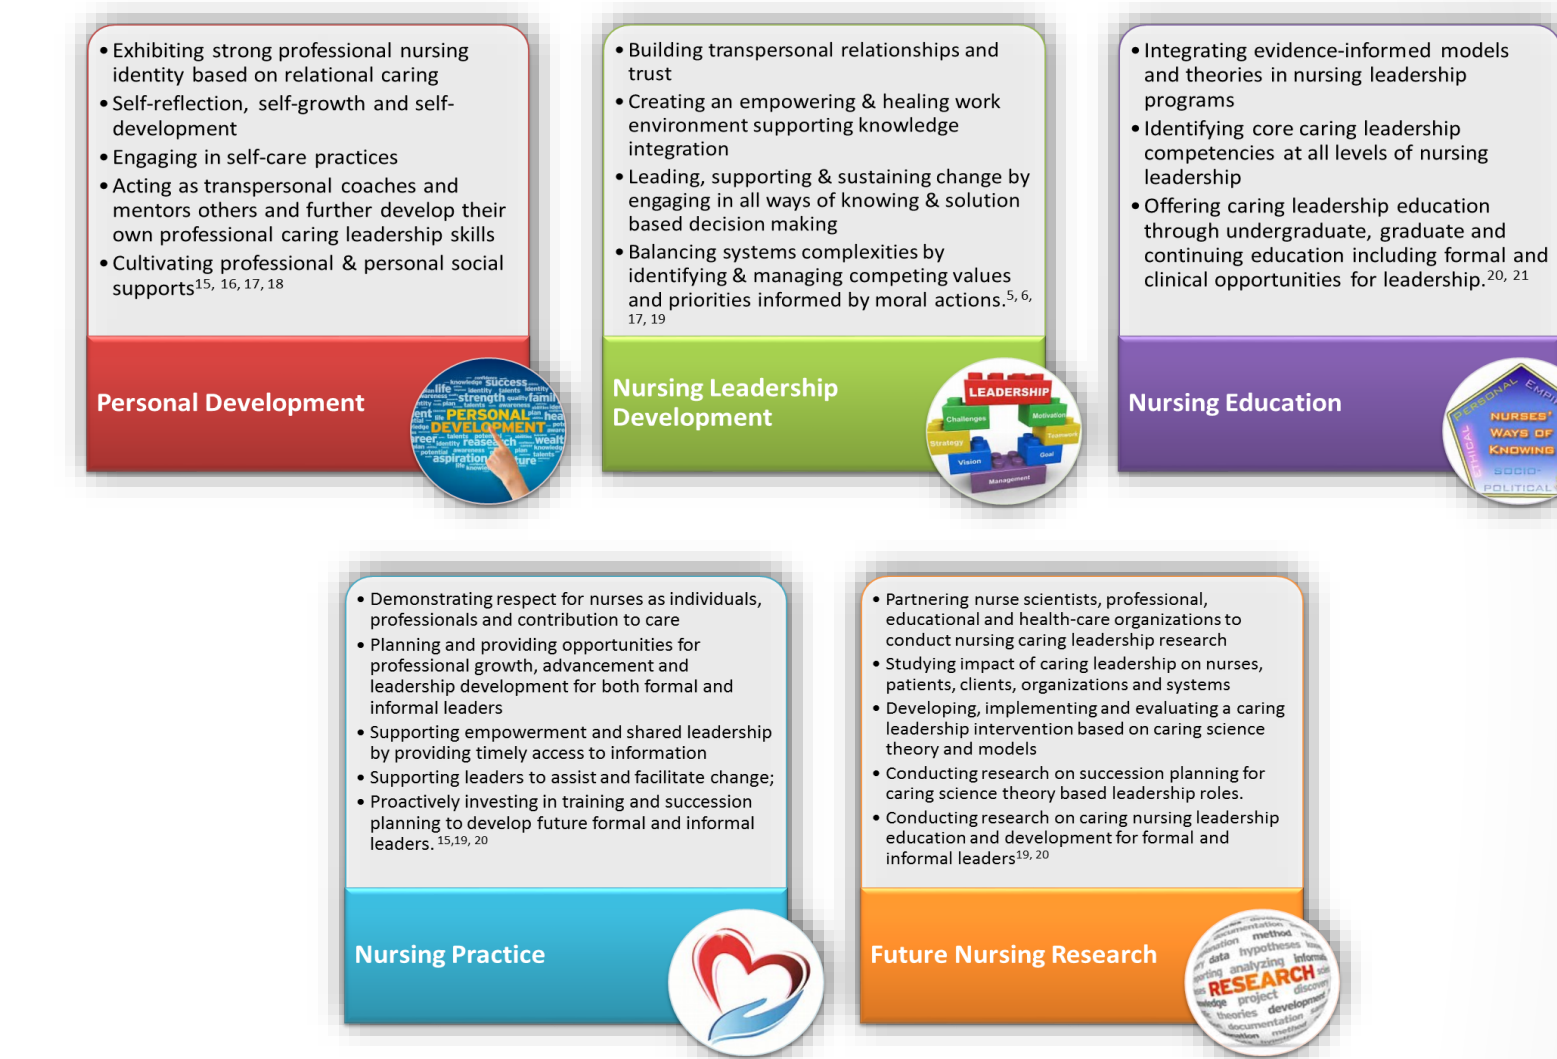 • Exhibiting strong professional nursing
identity based on relational caring
• Self-reflection, self-growth and self-
development
• Engaging in self-care practices
• Acting as transpersonal coaches and
mentors others and further develop their
own professional caring leadership skills
• Cultivating professional & personal social
supports15, 16, 17, 18
Personal Development
success
life
strength
PERSONAL
DEVELOPMENT
aspiration
• Building transpersonal relationships and
trust
• Creating an empowering & healing work
environment supporting knowledge
integration
• Leading, supporting & sustaining change by
engaging in all ways of knowing & solution
based decision making
• Balancing systems complexities by
identifying & managing competing values
and priorities informed by moral actions.5, 6,
17, 19
Nursing Leadership
Development
LEADERSHIP
Challenges
Motivation
Strategy
Teamwork
Vision
Goal
Management
• Integrating evidence-informed models
and theories in nursing leadership
programs
• Identifying core caring leadership
competencies at all levels of nursing
leadership
• Offering caring leadership education
through undergraduate, graduate and
continuing education including formal and
clinical opportunities for leadership.20, 21
Nursing Education
PERSONAL
ETHICAL
NURSES'
WAYS OF
KNOWING
SOCIO-
POLITICAL
• Demonstrating respect for nurses as individuals,
professionals and contribution to care
• Planning and providing opportunities for
professional growth, advancement and
leadership development for both formal and
informal leaders
• Supporting empowerment and shared leadership
by providing timely access to information
• Supporting leaders to assist and facilitate change;
• Proactively investing in training and succession
planning to develop future formal and informal
leaders. 15,19, 20
Nursing Practice
• Partnering nurse scientists, professional,
educational and health-care organizations to
conduct nursing caring leadership research
• Studying impact of caring leadership on nurses,
patients, clients, organizations and systems
• Developing, implementing and evaluating a caring
leadership intervention based on caring science
theory and models
• Conducting research on succession planning for
caring science theory based leadership roles.
• Conducting research on caring nursing leadership
education and development for formal and
informal leaders19, 20
Future Nursing Research
method
data hypotheses
analyzing
RESEARCH
project
theories development
documentation